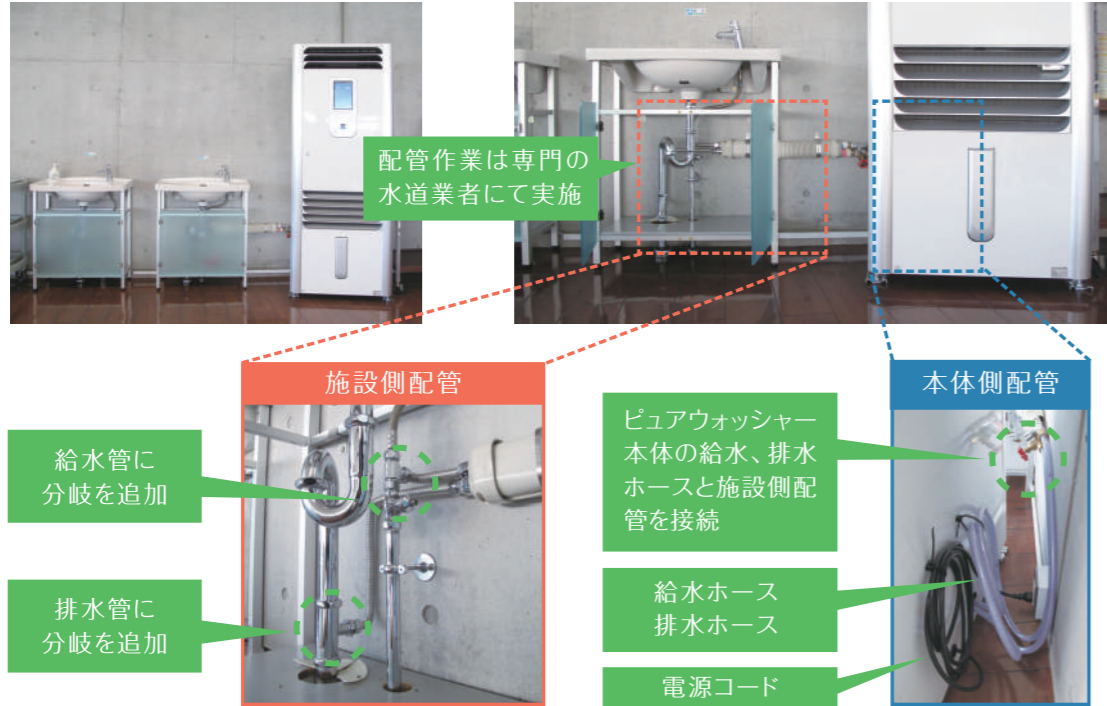 配管作業は専門の
水道業者にて実施
施設側配管
本体側配管
給水管に
分岐を追加
排水管に
分岐を追加
ピュアウォッシャー
本体の給水、排水
ホースと施設側配
管を接続
給水ホース
排水ホース
電源コード